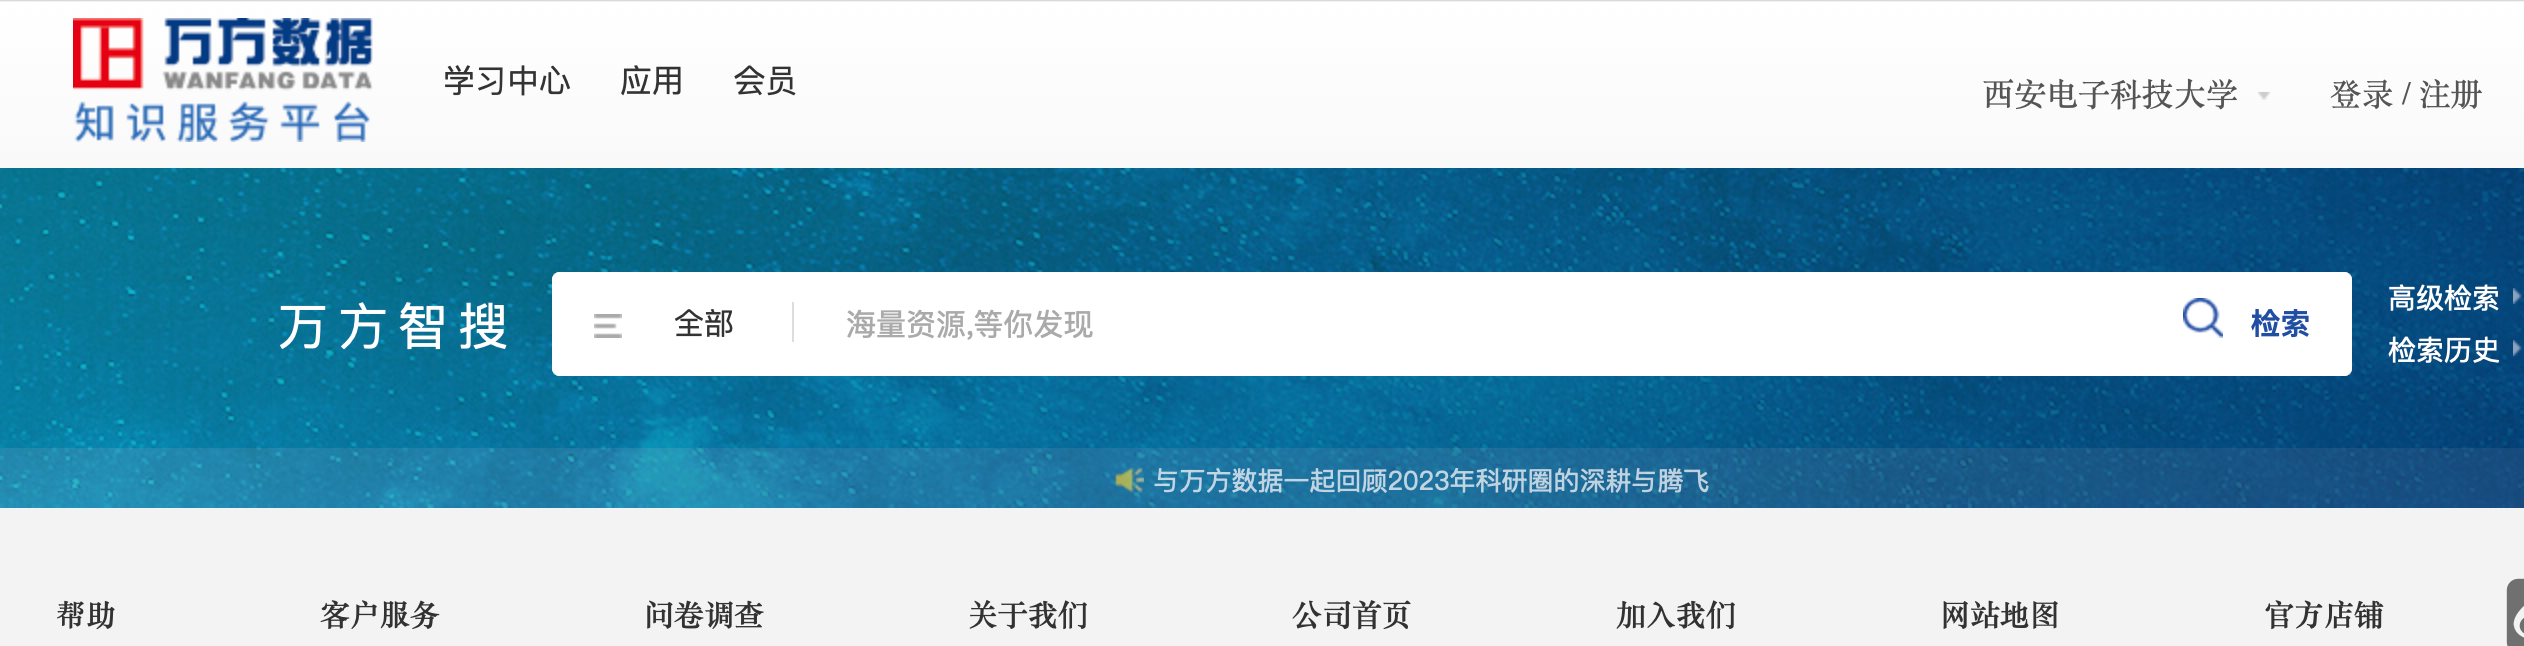 万方数据
WANFANG DATA
知识服务平台
学习中心 应用 会员
西安电子科技大学 登录 / 注册
万方智搜 全部 海量资源,等你发现 检索
高级检索
检索历史
与万方数据一起回顾2023年科研圈的深耕与腾飞
帮助 客户服务 问卷调查 关于我们 公司首页 加入我们 网站地图 官方店铺